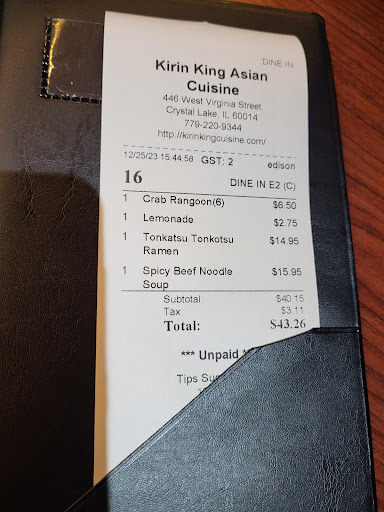 DINE IN
Kirin King Asian
Cuisine
446 West Virginia Street
Crystal Lake, IL 60014
779-220-9344
http://kirinkingcuisine.com/
12/25/23 15:44:58 GST: 2 edison
16 DINE IN E2 (C)
1 Crab Rangoon(6) $6.50
1 Lemonade $2.75
1 Tonkatsu Tonkotsu $14.95
Ramen
1 Spicy Beef Noodle $15.95
Soup
Subtotal $40.15
Tax $3.11
Total: $43.26
*** Unpaid
Tips